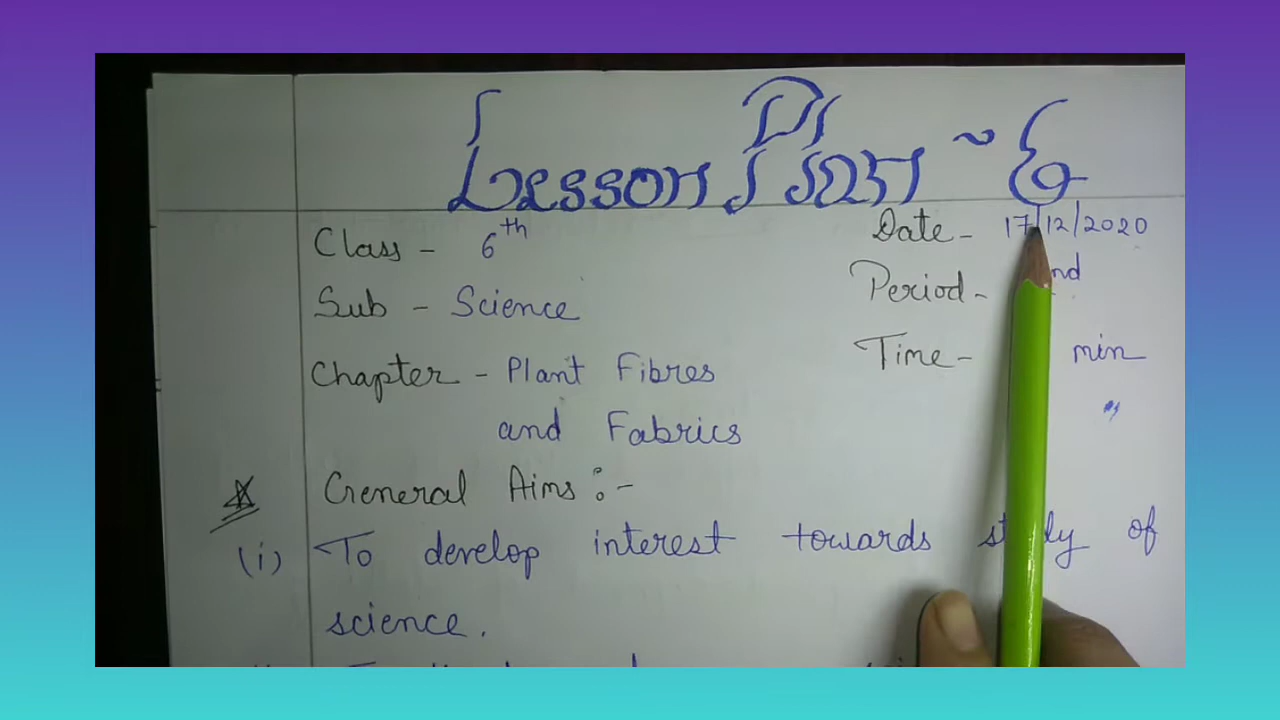 Lesson Plan ~ 6
Class - 6th
Date - 17/12/2020
Sub - Science
Period - nd
Time - min
Chapter - Plant Fibres
and Fabrics
General Aims :-
(i) To develop interest towards study of
science.